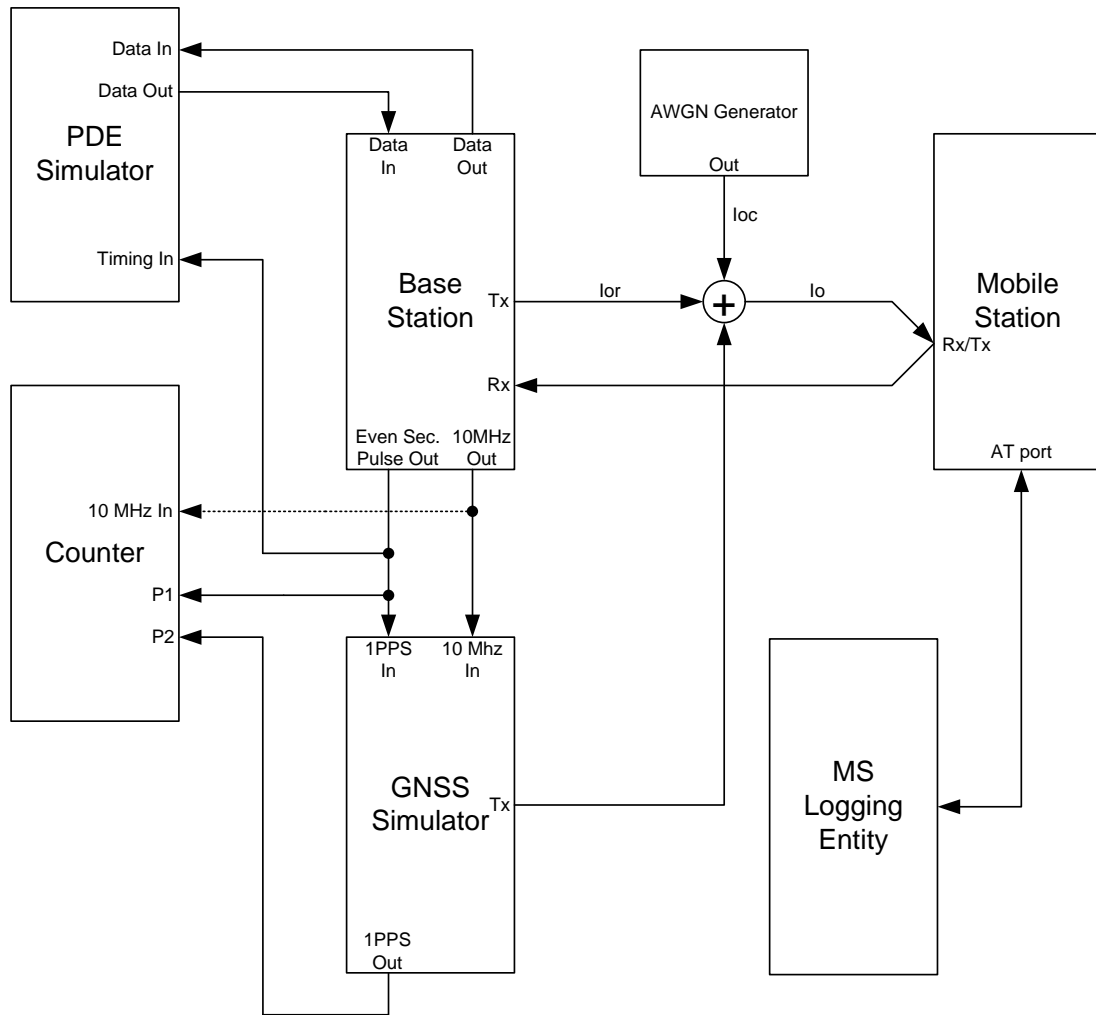 Data In
Data Out
PDE
Simulator
Timing In
Data
In
Data
Out
Base
Station
Tx
Rx
Even Sec.
Pulse Out
10MHz
Out
AWGN Generator
Out
Ioc
Ior
+
Io
Mobile
Station
Rx/Tx
AT port
10 MHz In
Counter
P1
P2
1PPS
In
10 Mhz
In
GNSS
Simulator
Tx
1PPS
Out
MS
Logging
Entity